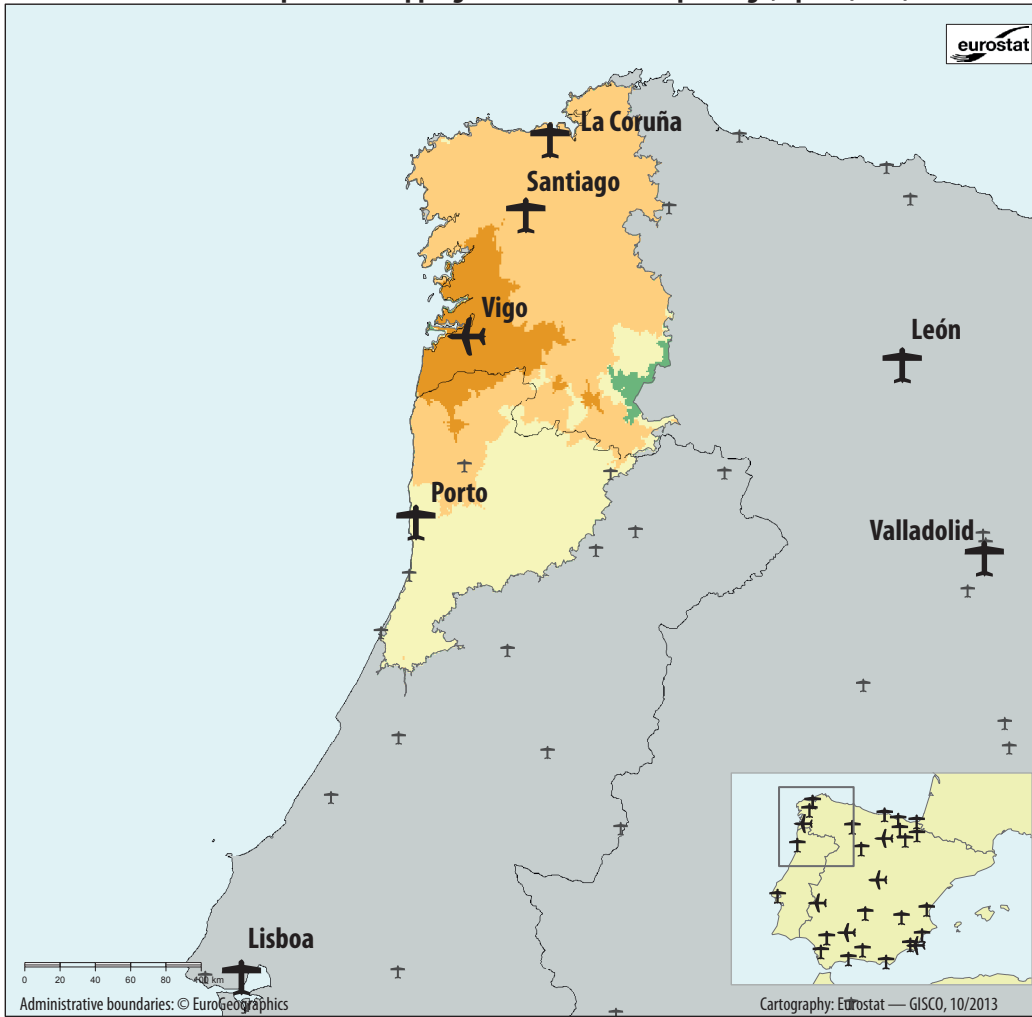 eurostat
La Coruña
Santiago
Vigo
León
Porto
Valladolid
Lisboa
0 20 40 60 80 km
Administrative boundaries: © EuroGeographics
Cartography: Eurostat — GISCO, 10/2013